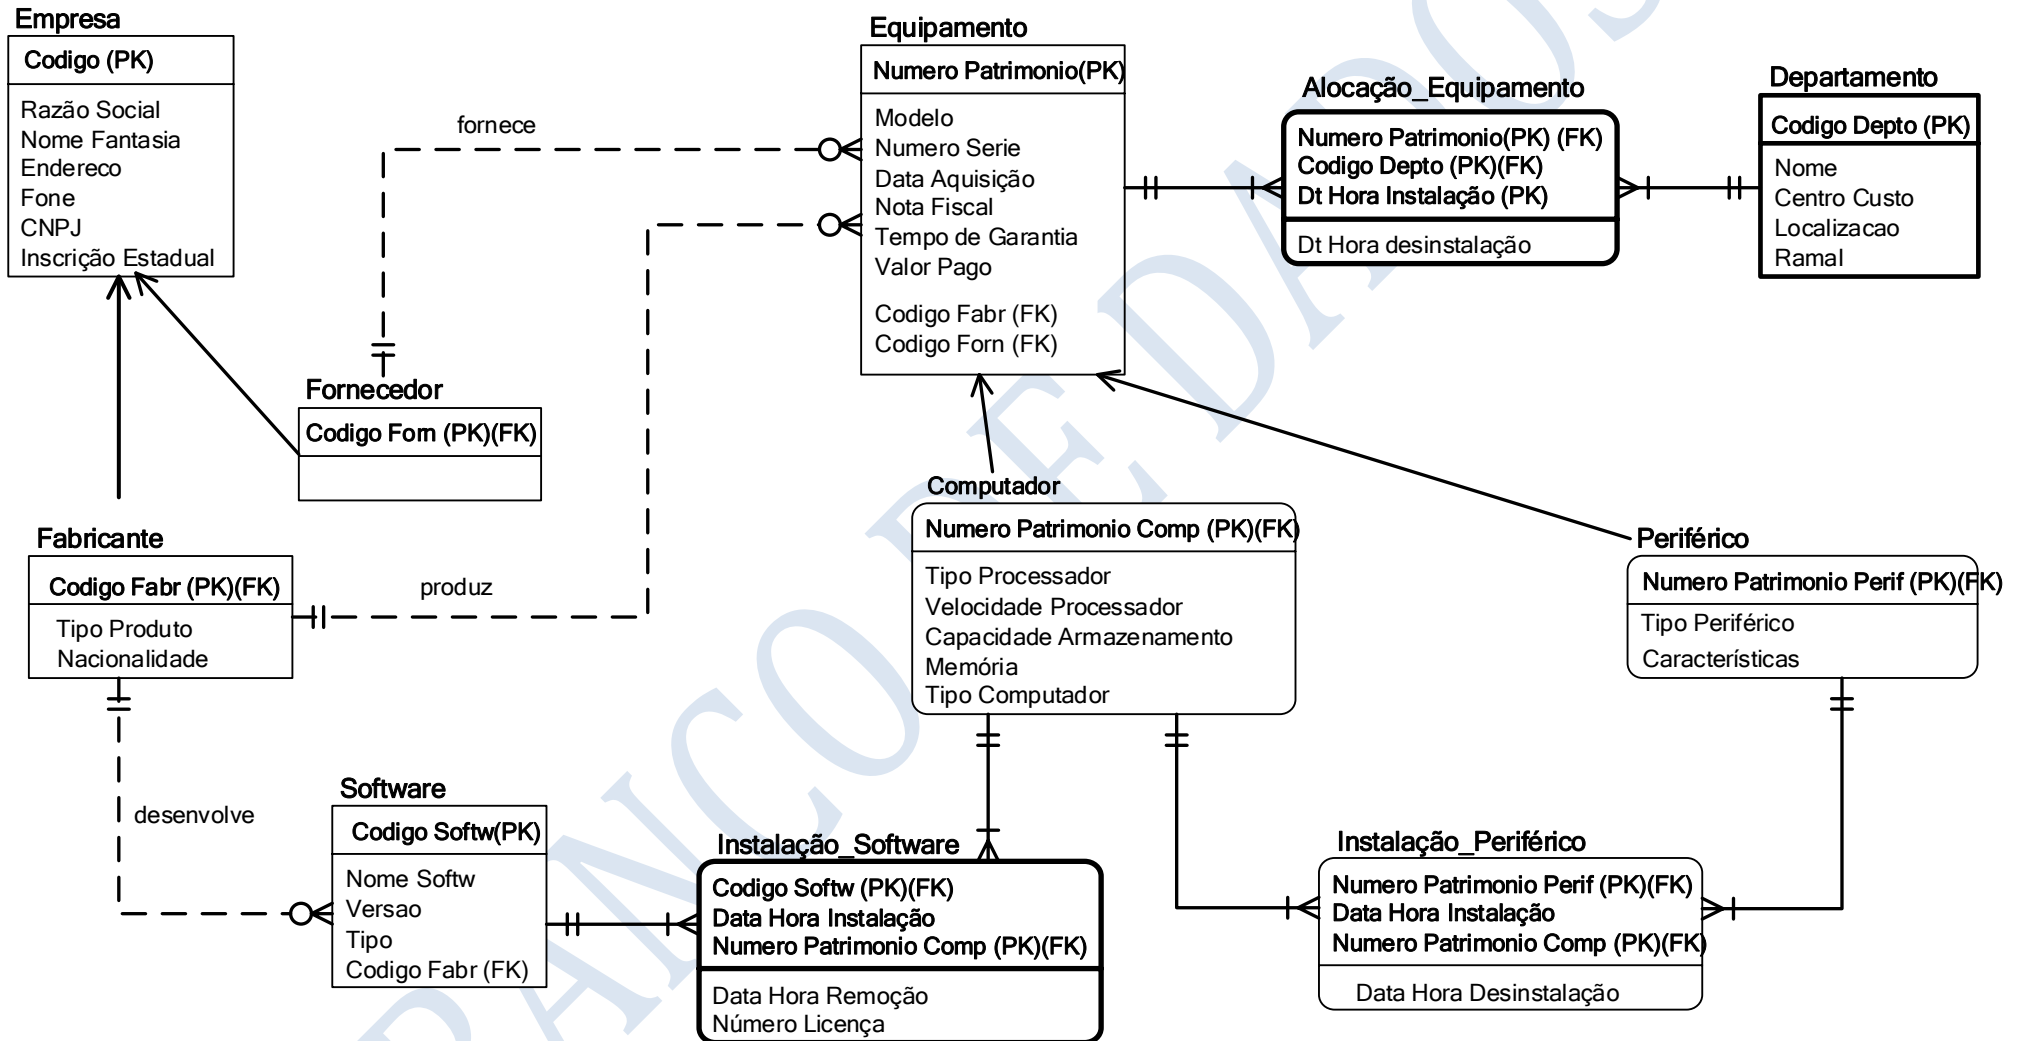 Empresa
Codigo (PK)
Razão Social
Nome Fantasia
Endereco
Fone
CNPJ
Inscrição Estadual
fornece
Equipamento
Numero Patrimonio(PK)
Modelo
Numero Serie
Data Aquisição
Nota Fiscal
Tempo de Garantia
Valor Pago
Codigo Fabr (FK)
Codigo Forn (FK)
Alocação_Equipamento
Numero Patrimonio(PK) (FK)
Codigo Depto (PK)(FK)
Dt Hora Instalação (PK)
Dt Hora desinstalação
Departamento
Codigo Depto (PK)
Nome
Centro Custo
Localizacao
Ramal
Fornecedor
Codigo Forn (PK)(FK)
Fabricante
Codigo Fabr (PK)(FK)
Tipo Produto
Nacionalidade
produz
Computador
Numero Patrimonio Comp (PK)(FK)
Tipo Processador
Velocidade Processador
Capacidade Armazenamento
Memória
Tipo Computador
Periférico
Numero Patrimonio Perif (PK)(FK)
Tipo Periférico
Características
desenvolve
Software
Codigo Softw(PK)
Nome Softw
Versao
Tipo
Codigo Fabr (FK)
Instalação_Software
Codigo Softw (PK)(FK)
Data Hora Instalação
Numero Patrimonio Comp (PK)(FK)
Data Hora Remoção
Número Licença
Instalação_Periférico
Numero Patrimonio Perif (PK)(FK)
Data Hora Instalação
Numero Patrimonio Comp (PK)(FK)
Data Hora Desinstalação
BANCO DE DADOS